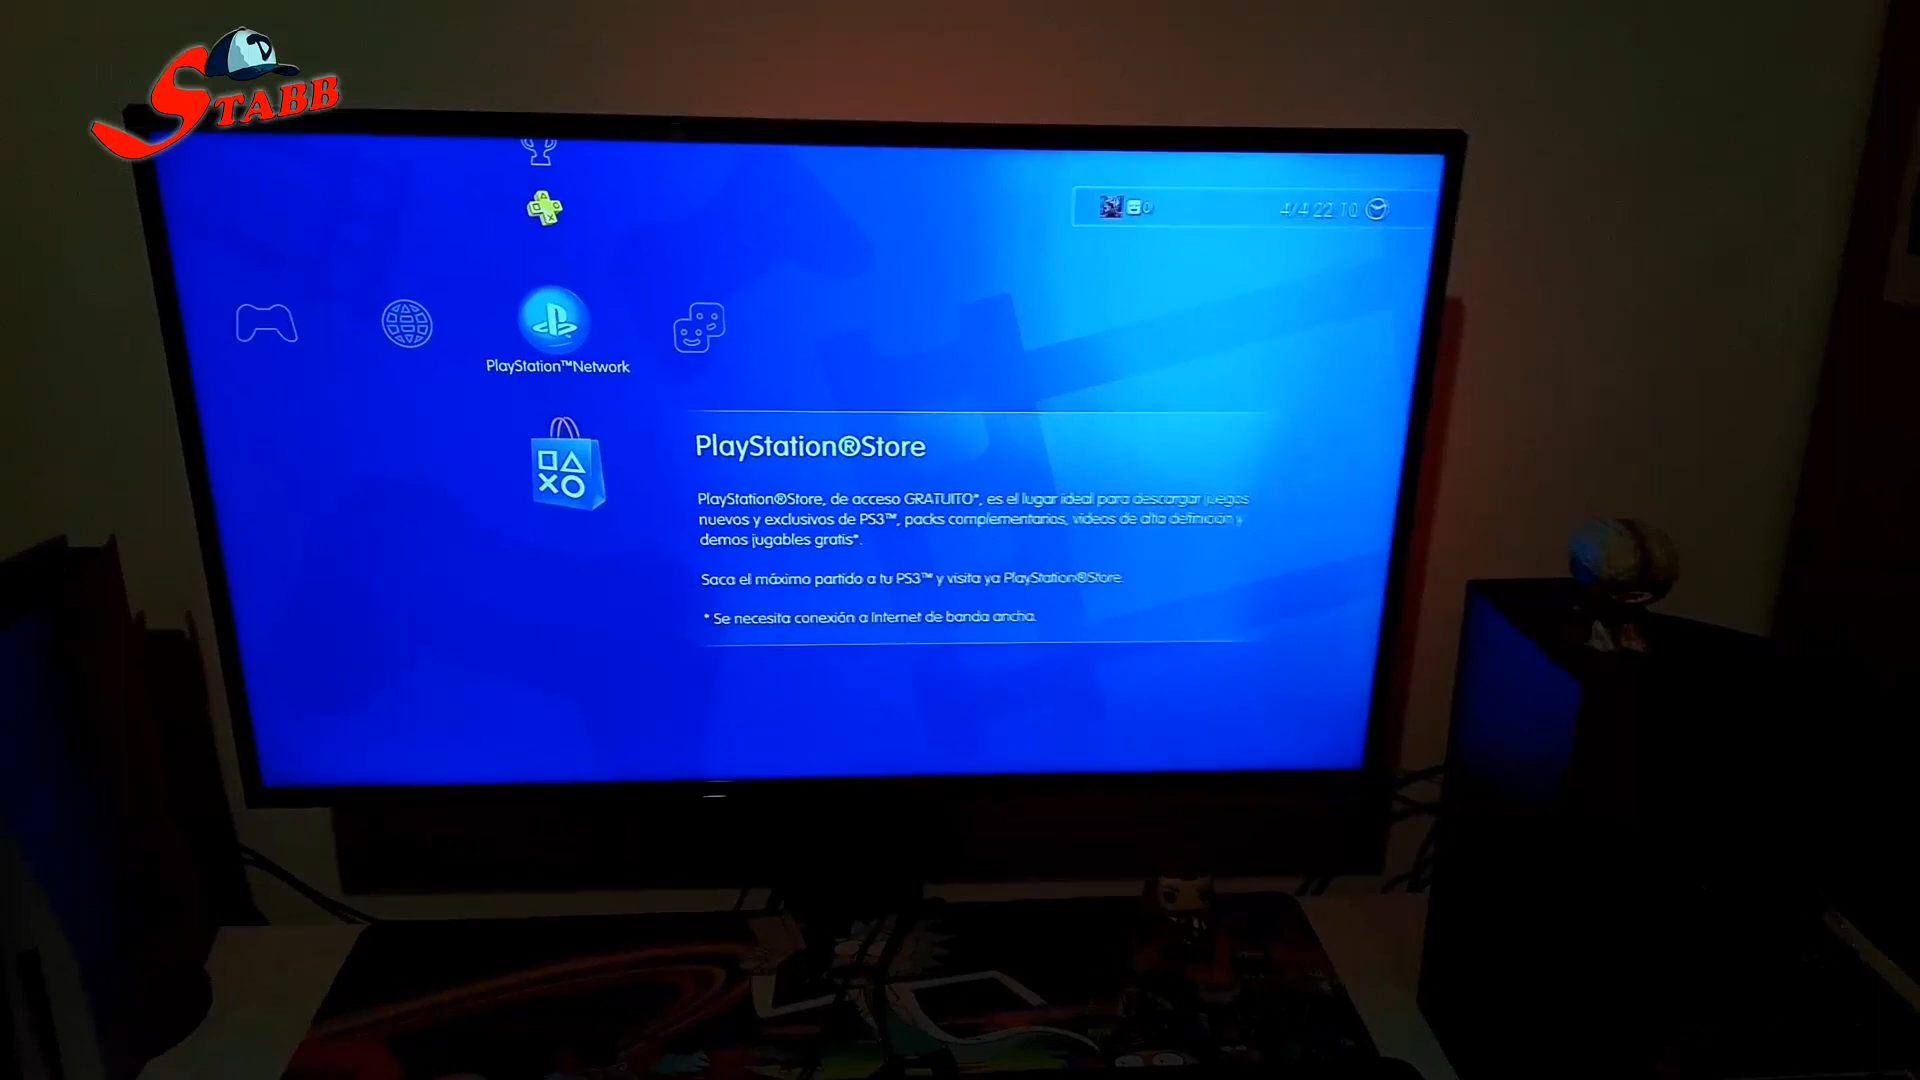 STABB
4/4 22 10
PlayStation™Network
PlayStation®Store
PlayStation®Store, de acceso GRATUITO*, es el lugar ideal para descargar juegos
nuevos y exclusivos de PS3™, packs complementarios, vídeos de alta definición y
demos jugables gratis*.
Saca el máximo partido a tu PS3™ y visita ya PlayStation®Store.
* Se necesita conexión a Internet de banda ancha.